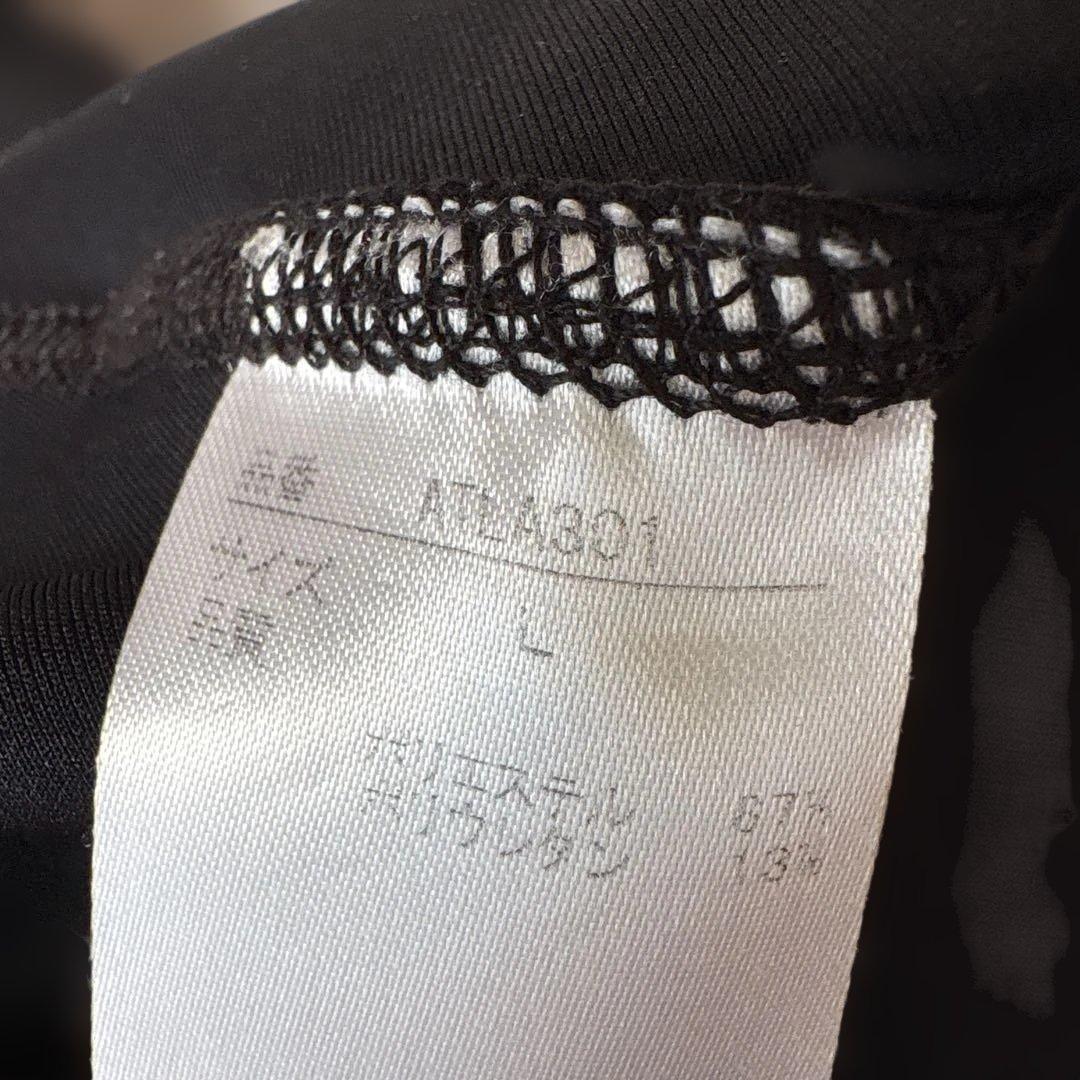 品番 ATLA301
サイズ
L
品質
ポリエステル 87%
ポリウレタン 13%